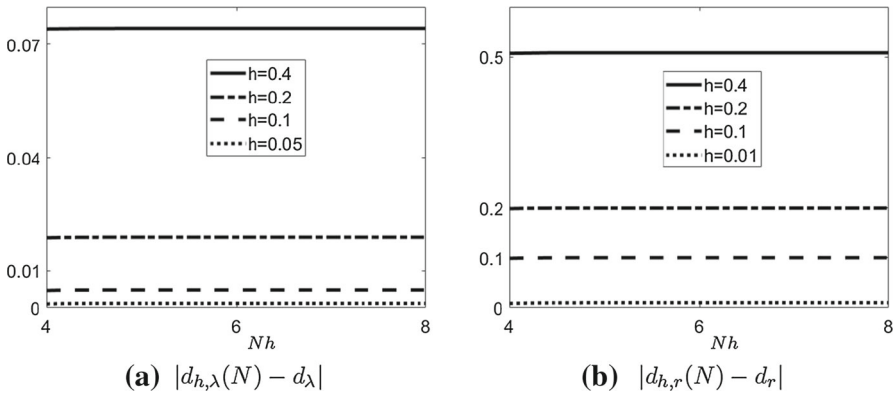 0.07
0.04
0.01
0
4
6
8
Nh
h=0.4
h=0.2
h=0.1
h=0.05
(a) |d_{h,λ}(N) − d_λ|
0.5
0.2
0.1
0
4
6
8
Nh
h=0.4
h=0.2
h=0.1
h=0.01
(b) |d_{h,r}(N) − d_r|